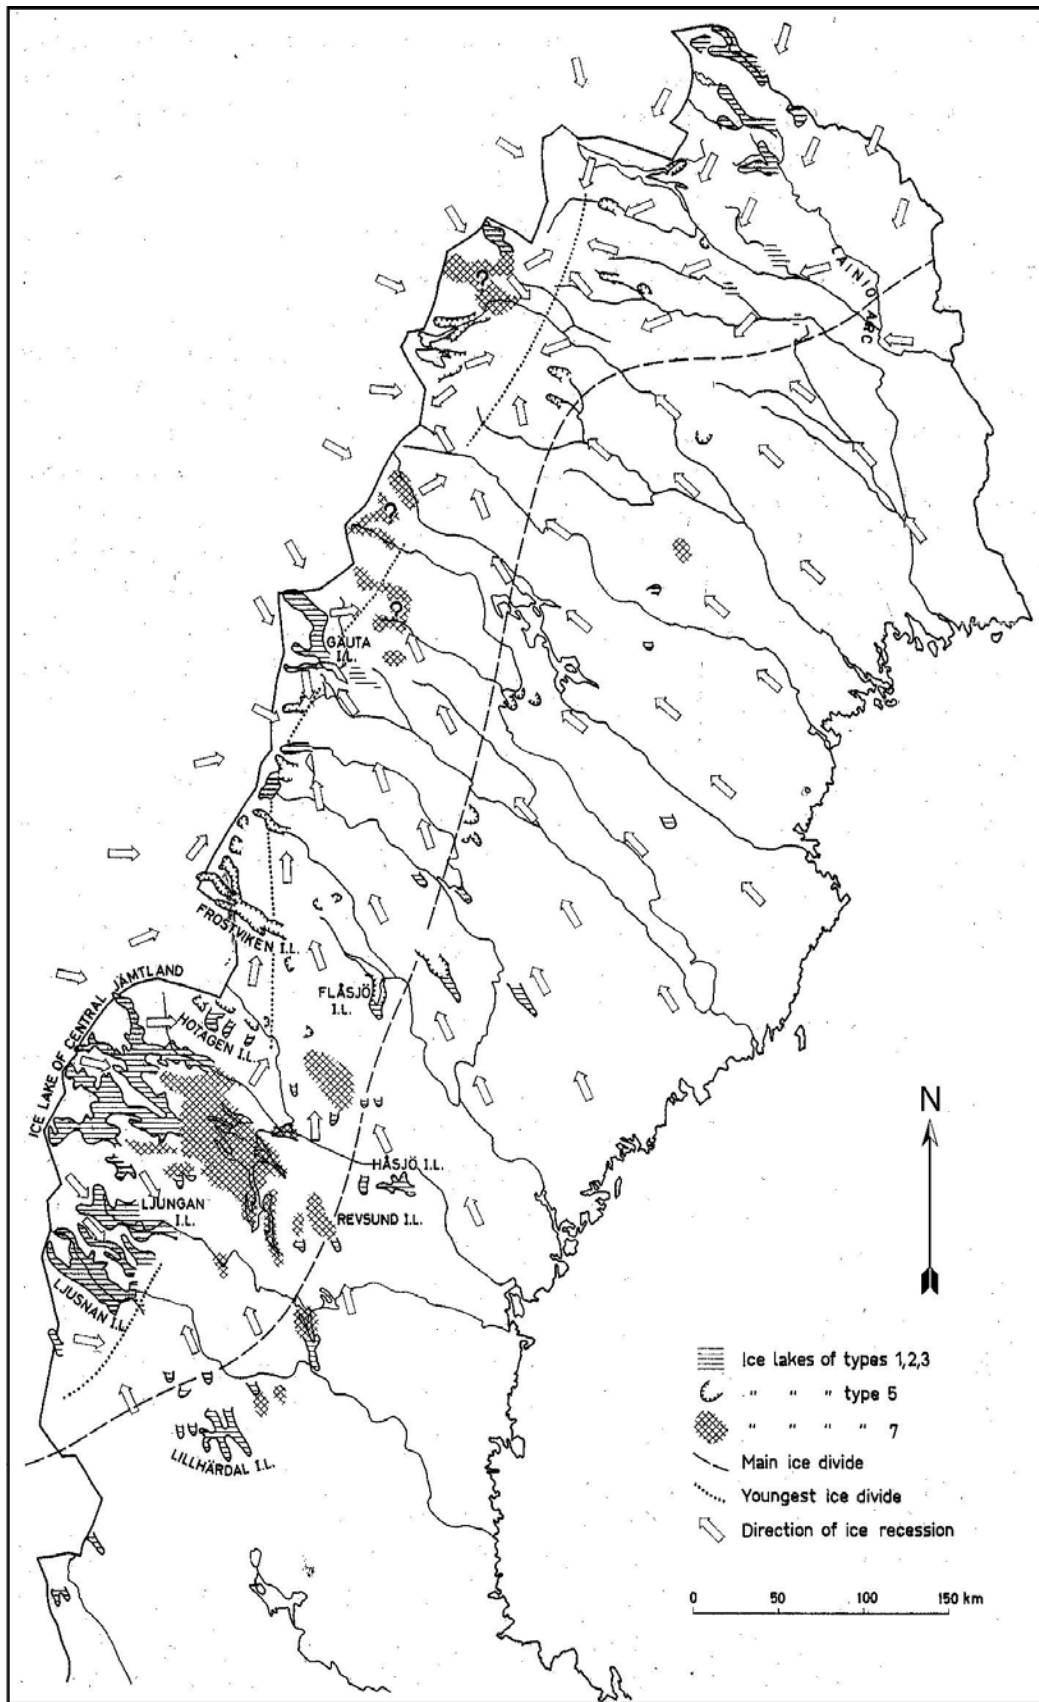 LAINIO ARC
?
?
?
GÄUTA
I.L.
FROSTVIKEN I.L.
ICE LAKE OF CENTRAL JÄMTLAND
HOTAGEN I.L.
FLÅSJÖ
I.L.
HÅSJÖ I.L.
LJUNGAN
I.L.
REVSUND I.L.
LJUSNAN I.L.
LILLHÄRDAL I.L.
N
Ice lakes of types 1,2,3
" " " type 5
" " " " 7
Main ice divide
Youngest ice divide
Direction of ice recession
0 50 100 150 km